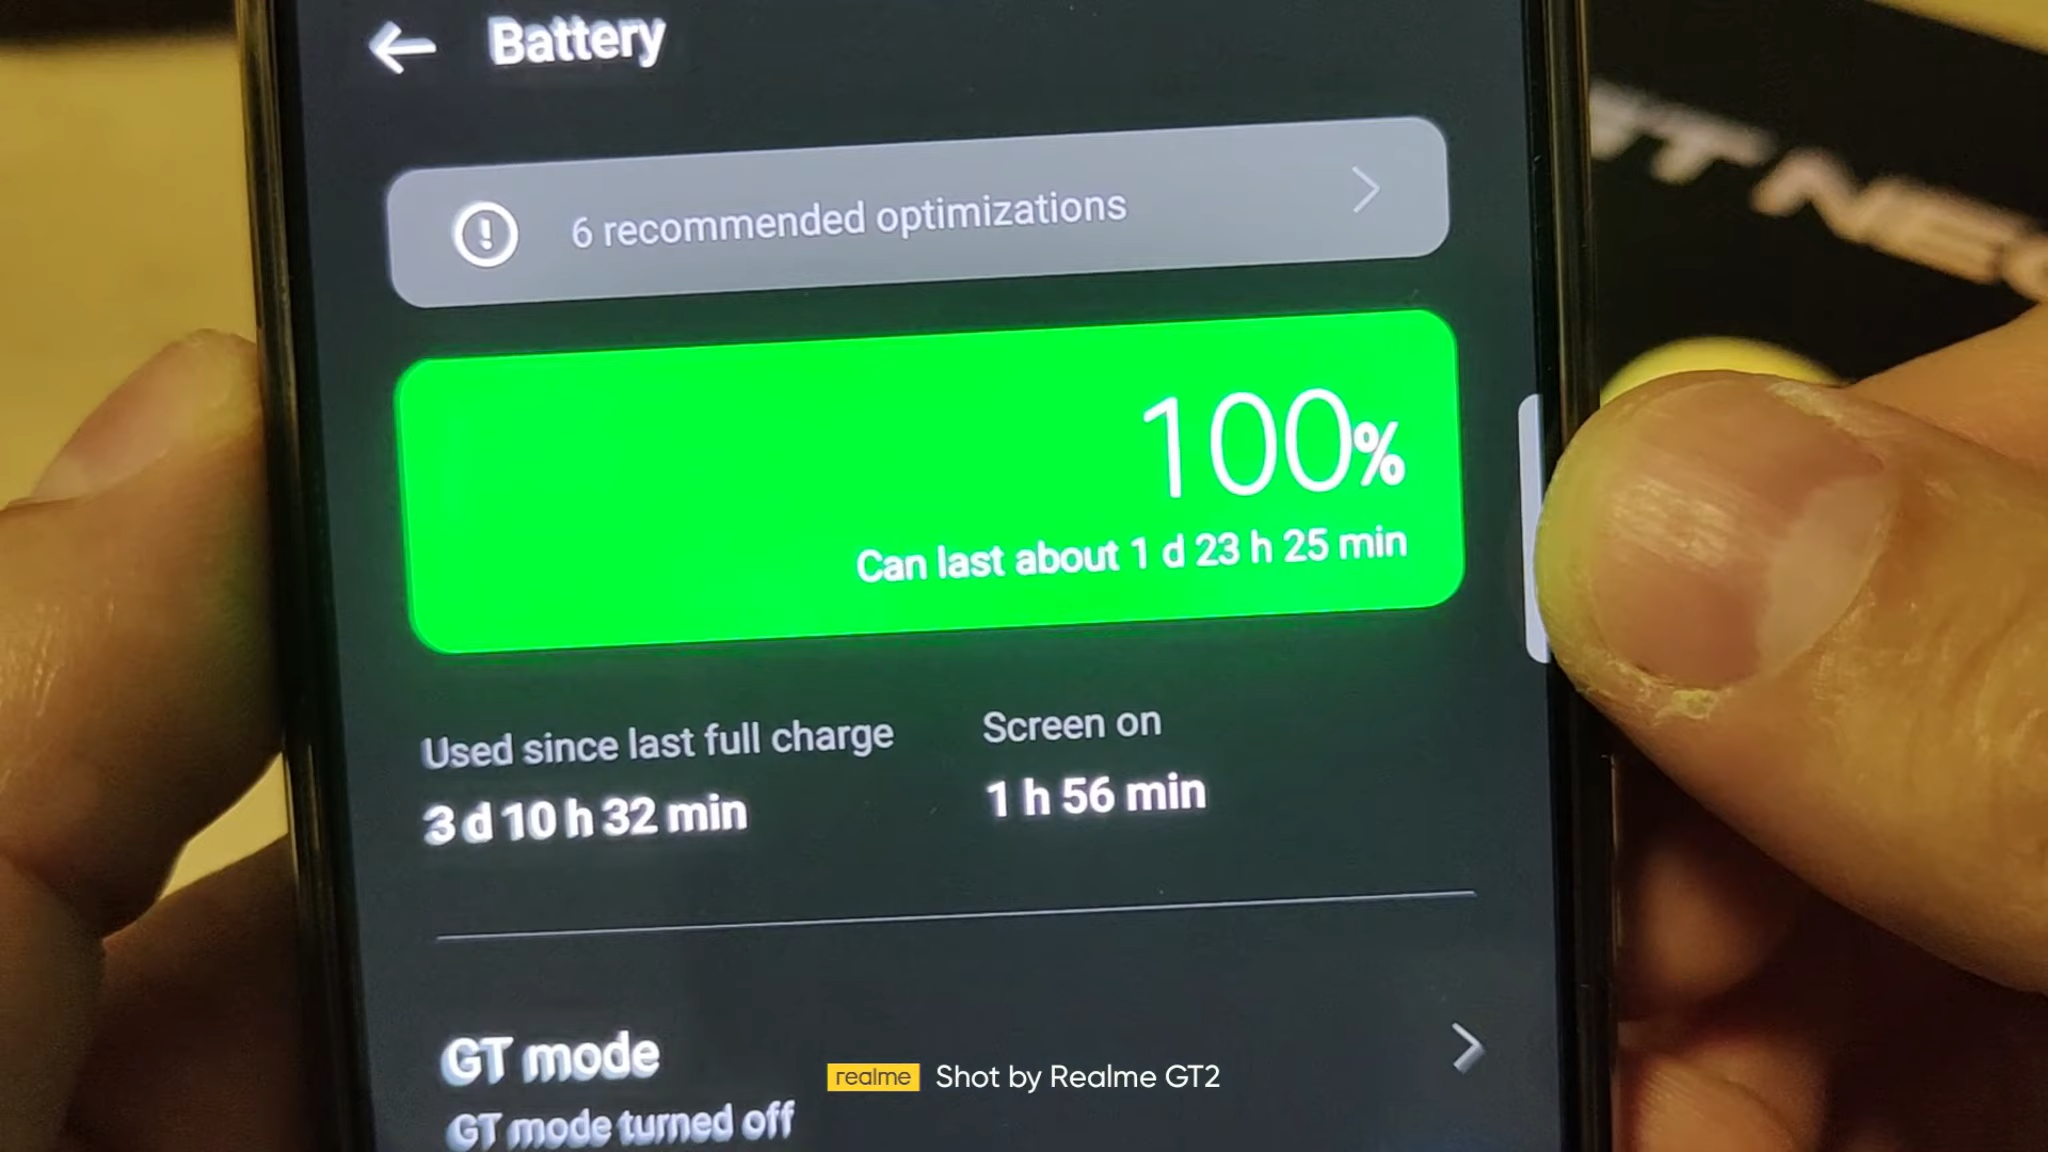 Battery
6 recommended optimizations
100%
Can last about 1 d 23 h 25 min
Used since last full charge
Screen on
3 d 10 h 32 min
1 h 56 min
GT mode
GT mode turned off
realme Shot by Realme GT2